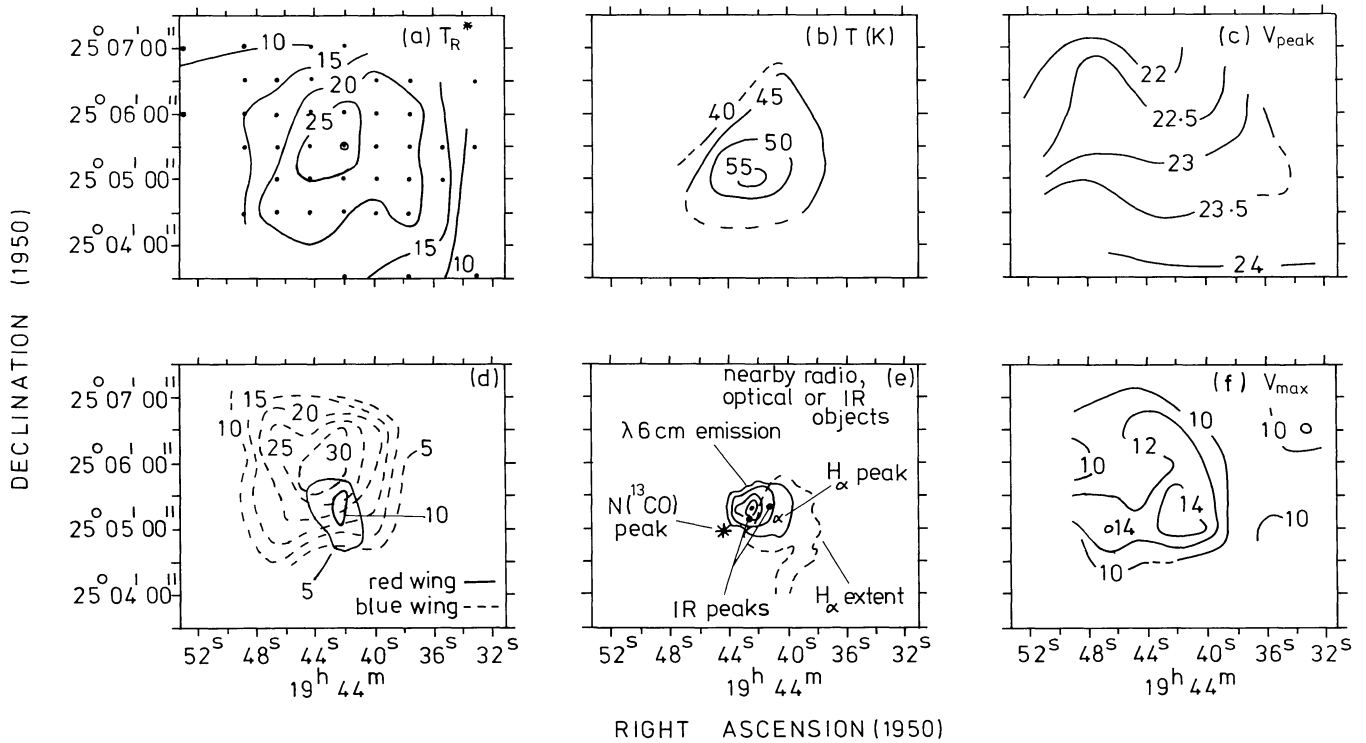 DECLINATION (1950)
25° 07' 00"
25° 06' 00"
25° 05' 00"
25° 04' 00"
(a) T_R*
10
15
20
25
15
10
(b) T (K)
40
45
50
55
(c) V_peak
22
22·5
23
23·5
24
25° 07' 00"
25° 06' 00"
25° 05' 00"
25° 04' 00"
(d)
15
10
20
25
30
5
10
5
red wing
blue wing
(e)
nearby radio,
optical or IR
objects
λ 6 cm emission
H_α peak
N(¹³CO)
peak
α
IR peaks
H_α extent
(f) V_max
10
10
12
10
14
14
10
10
52ˢ 48ˢ 44ˢ 40ˢ 36ˢ 32ˢ
19ʰ 44ᵐ
52ˢ 48ˢ 44ˢ 40ˢ 36ˢ 32ˢ
19ʰ 44ᵐ
52ˢ 48ˢ 44ˢ 40ˢ 36ˢ 32ˢ
19ʰ 44ᵐ
RIGHT ASCENSION (1950)